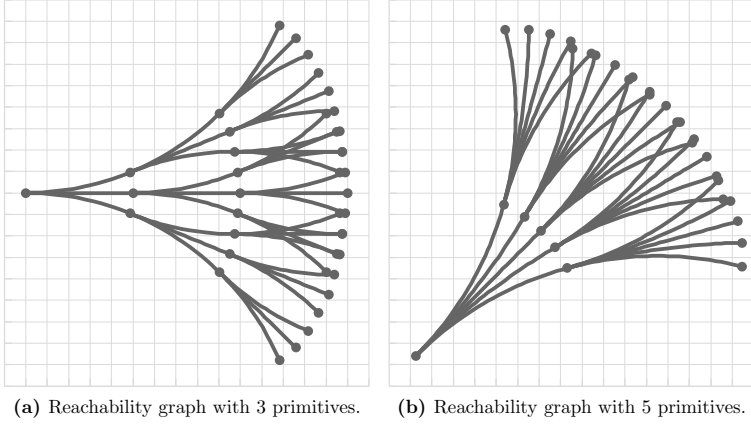 (a) Reachability graph with 3 primitives.
(b) Reachability graph with 5 primitives.